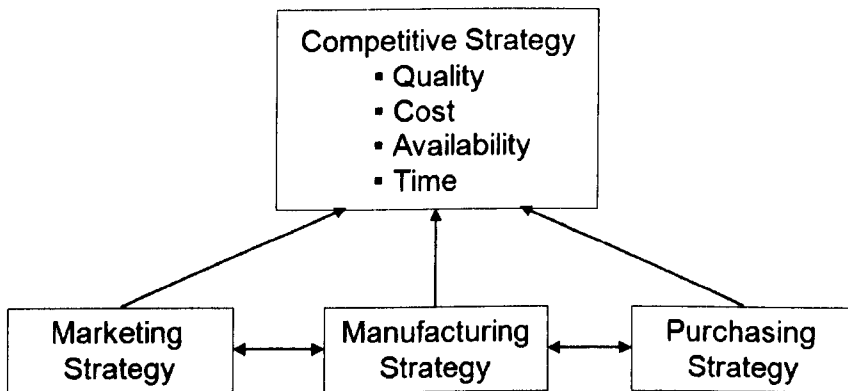 Competitive Strategy
▪ Quality
▪ Cost
▪ Availability
▪ Time
Marketing
Strategy
Manufacturing
Strategy
Purchasing
Strategy